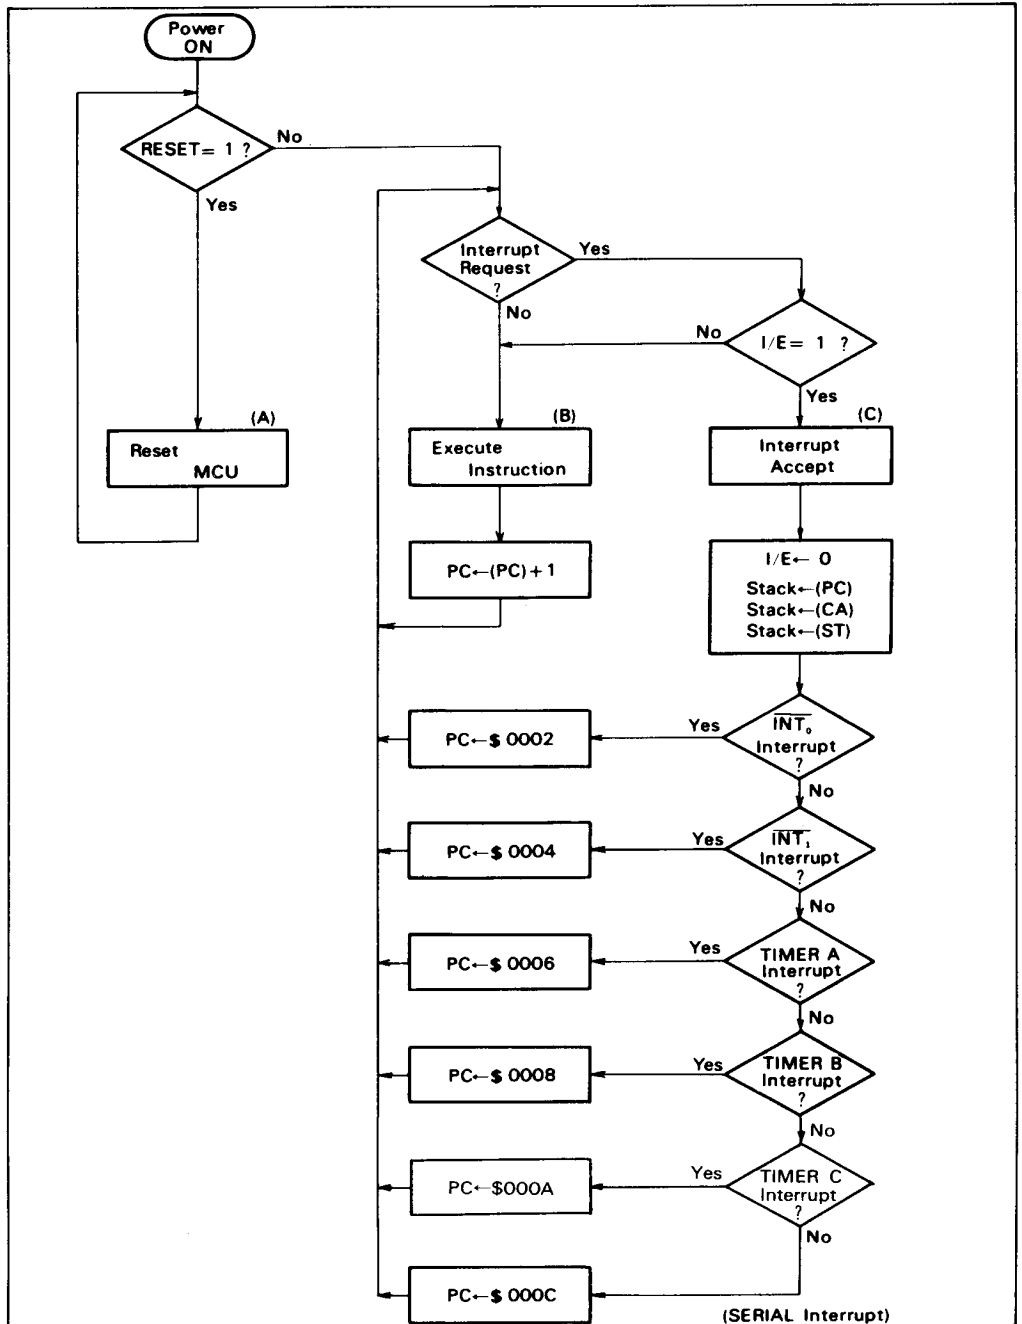 Power
ON
RESET= 1 ?
No
Yes
Interrupt
Request
?
Yes
No
I/E= 1 ?
No
Yes
(A)
Reset
MCU
(B)
Execute
Instruction
(C)
Interrupt
Accept
PC←(PC)+1
I/E← 0
Stack←(PC)
Stack←(CA)
Stack←(ST)
INT₀
Interrupt
?
Yes
PC←$ 0002
No
INT₁
Interrupt
?
Yes
PC←$ 0004
No
TIMER A
Interrupt
?
Yes
PC←$ 0006
No
TIMER B
Interrupt
?
Yes
PC←$ 0008
No
TIMER C
Interrupt
?
Yes
PC←$000A
No
PC←$ 000C
(SERIAL Interrupt)